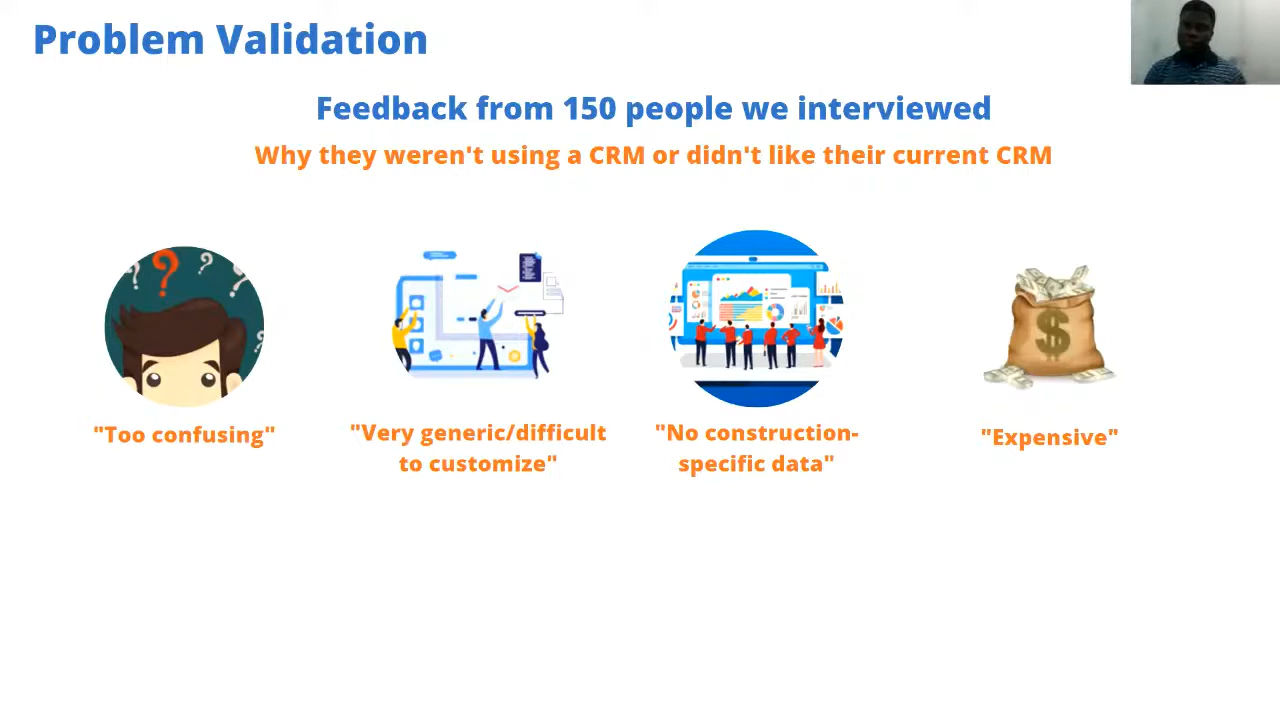 Problem Validation
Feedback from 150 people we interviewed
Why they weren't using a CRM or didn't like their current CRM
"Too confusing"
"Very generic/difficult
to customize"
"No construction-
specific data"
"Expensive"